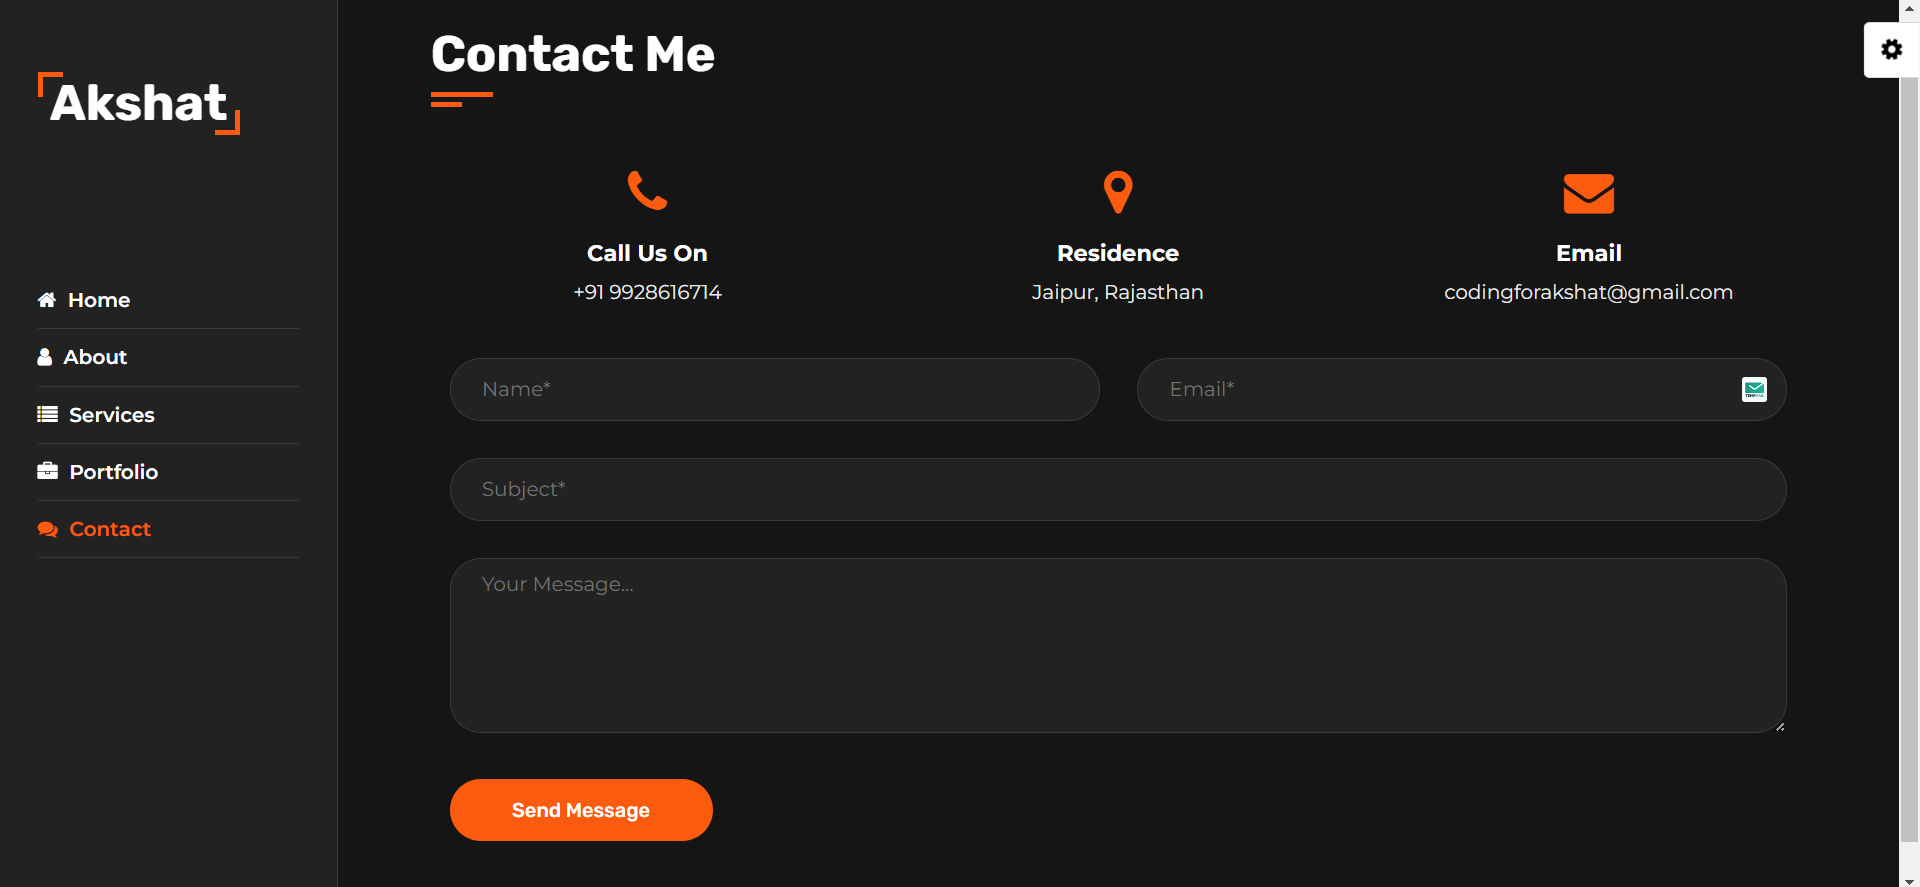 Akshat
Home
About
Services
Portfolio
Contact
Contact Me
Call Us On
+91 9928616714
Residence
Jaipur, Rajasthan
Email
codingforakshat@gmail.com
Name*
Email*
Subject*
Your Message...
Send Message